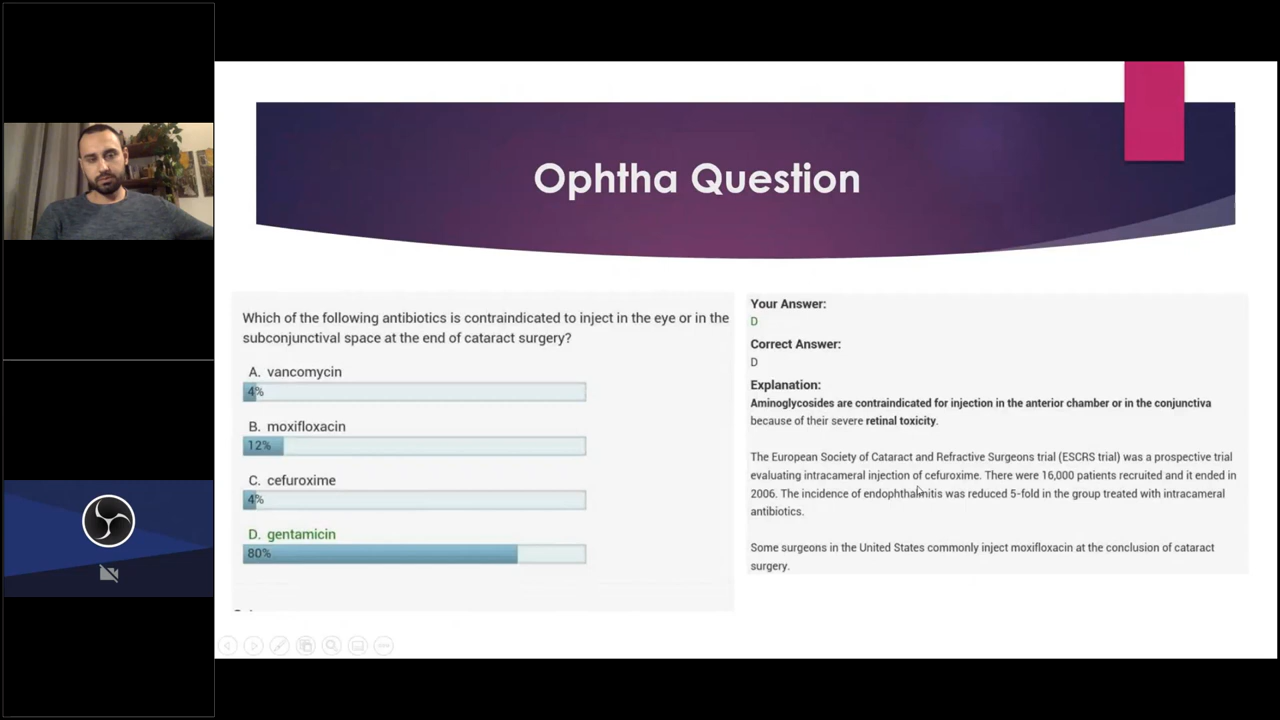 Ophtha Question
Which of the following antibiotics is contraindicated to inject in the eye or in the
subconjunctival space at the end of cataract surgery?
A. vancomycin
4%
B. moxifloxacin
12%
C. cefuroxime
4%
D. gentamicin
80%
Your Answer:
D
Correct Answer:
D
Explanation:
Aminoglycosides are contraindicated for injection in the anterior chamber or in the conjunctiva
because of their severe retinal toxicity.
The European Society of Cataract and Refractive Surgeons trial (ESCRS trial) was a prospective trial
evaluating intracameral injection of cefuroxime. There were 16,000 patients recruited and it ended in
2006. The incidence of endophthalmitis was reduced 5-fold in the group treated with intracameral
antibiotics.
Some surgeons in the United States commonly inject moxifloxacin at the conclusion of cataract
surgery.